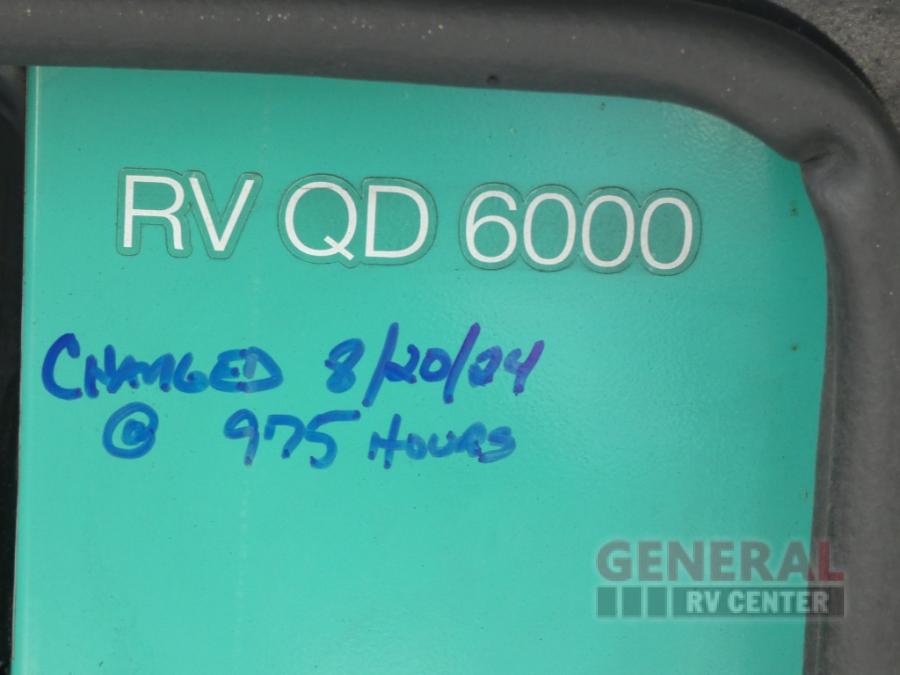 RV QD 6000
CHANGED 8/20/24
@ 975 HOURS
GENERAL
RV CENTER